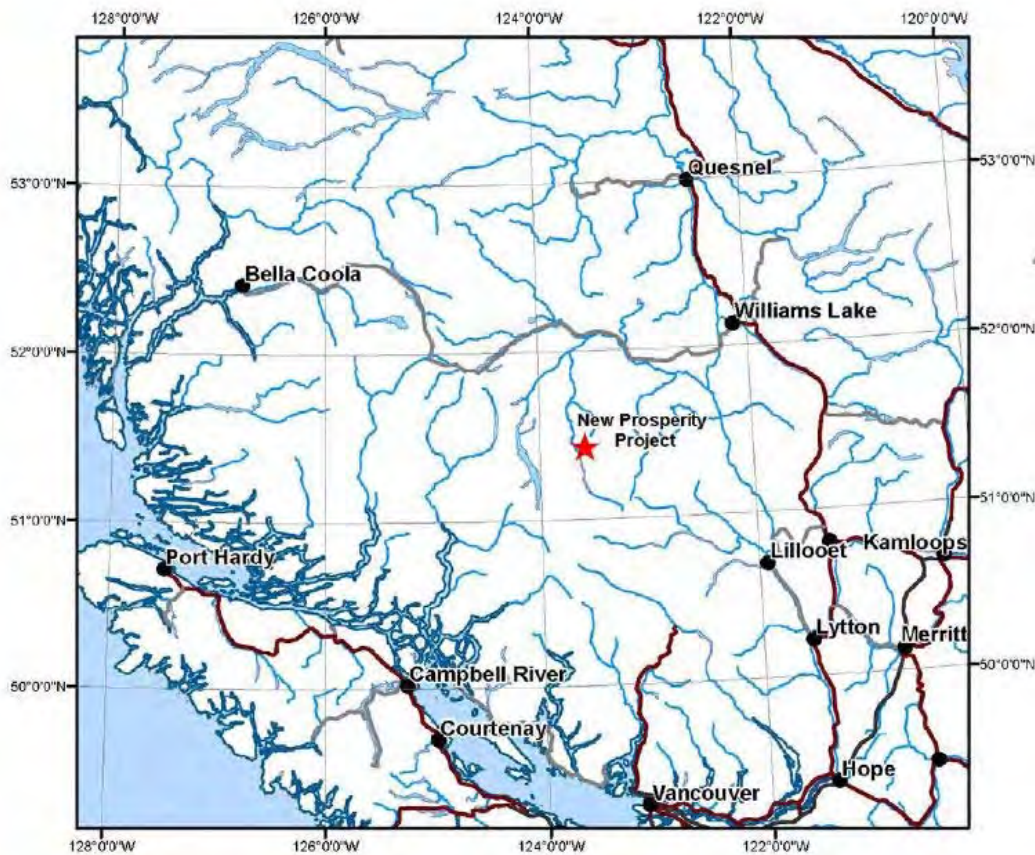 128°0'0"W
126°0'0"W
124°0'0"W
122°0'0"W
120°0'0"W
53°0'0"N
Quesnel
53°0'0"N
Bella Coola
Williams Lake
52°0'0"N
52°0'0"N
New Prosperity
Project
51°0'0"N
51°0'0"N
Port Hardy
Lillooet
Kamloops
Lytton
Merritt
50°0'0"N
Campbell River
50°0'0"N
Courtenay
Hope
Vancouver
128°0'0"W
126°0'0"W
124°0'0"W
122°0'0"W